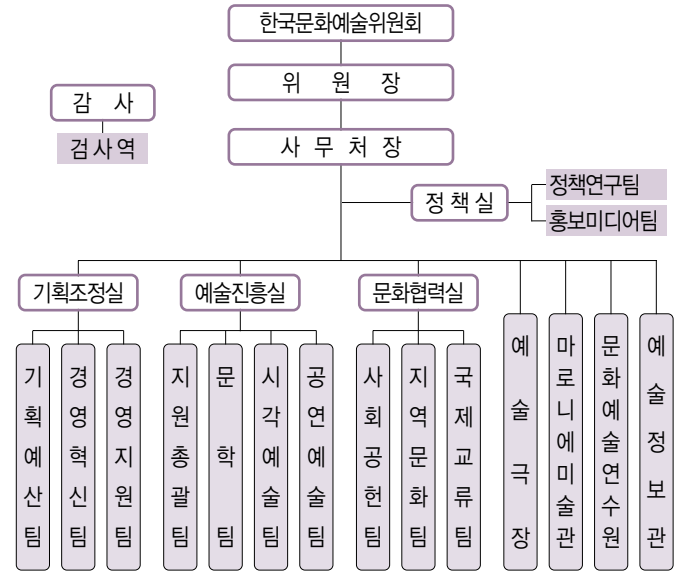 한국문화예술위원회
위 원 장
감 사
검사역
사 무 처 장
정 책 실
정책연구팀
홍보미디어팀
기획조정실
예술진흥실
문화협력실
기획예산팀
경영혁신팀
경영지원팀
지원총괄팀
문학팀
시각예술팀
공연예술팀
사회공헌팀
지역문화팀
국제교류팀
예술극장
마로니에미술관
문화예술연수원
예술정보관